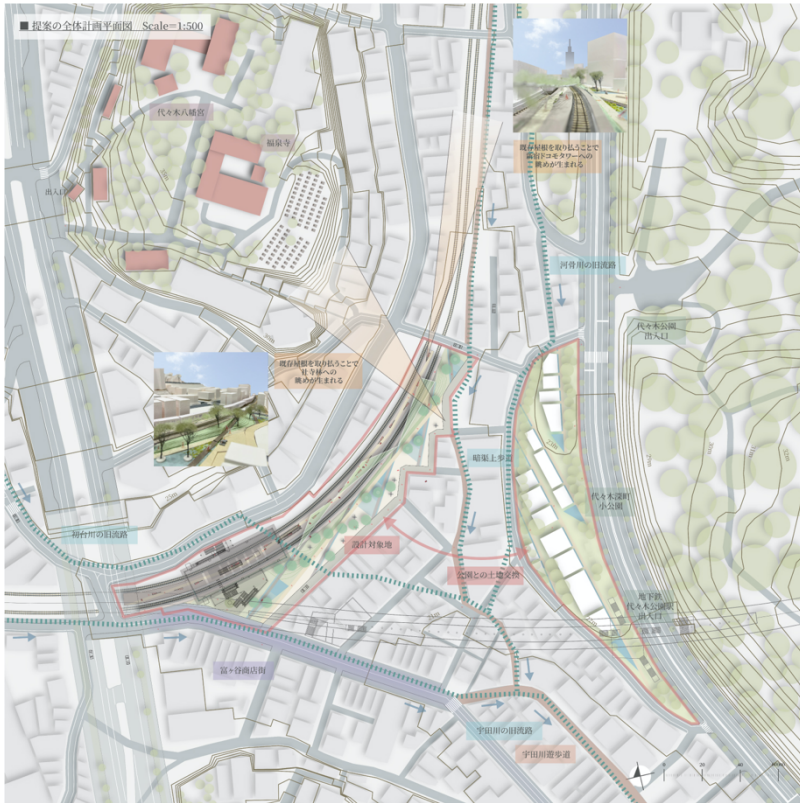 ■ 提案の全体計画平面図 Scale=1:500
代々木八幡宮
福泉寺
出入口
既存屋根を取り払うことで
新宿ドコモタワーへの
眺めが生まれる
河骨川の旧流路
代々木公園
出入口
既存屋根を取り払うことで
社寺林への
眺めが生まれる
暗渠上歩道
代々木深町
小公園
初台川の旧流路
設計対象地
公園との土地交換
地下鉄
代々木公園駅
出入口
富ヶ谷商店街
宇田川の旧流路
宇田川遊歩道
0 20 40